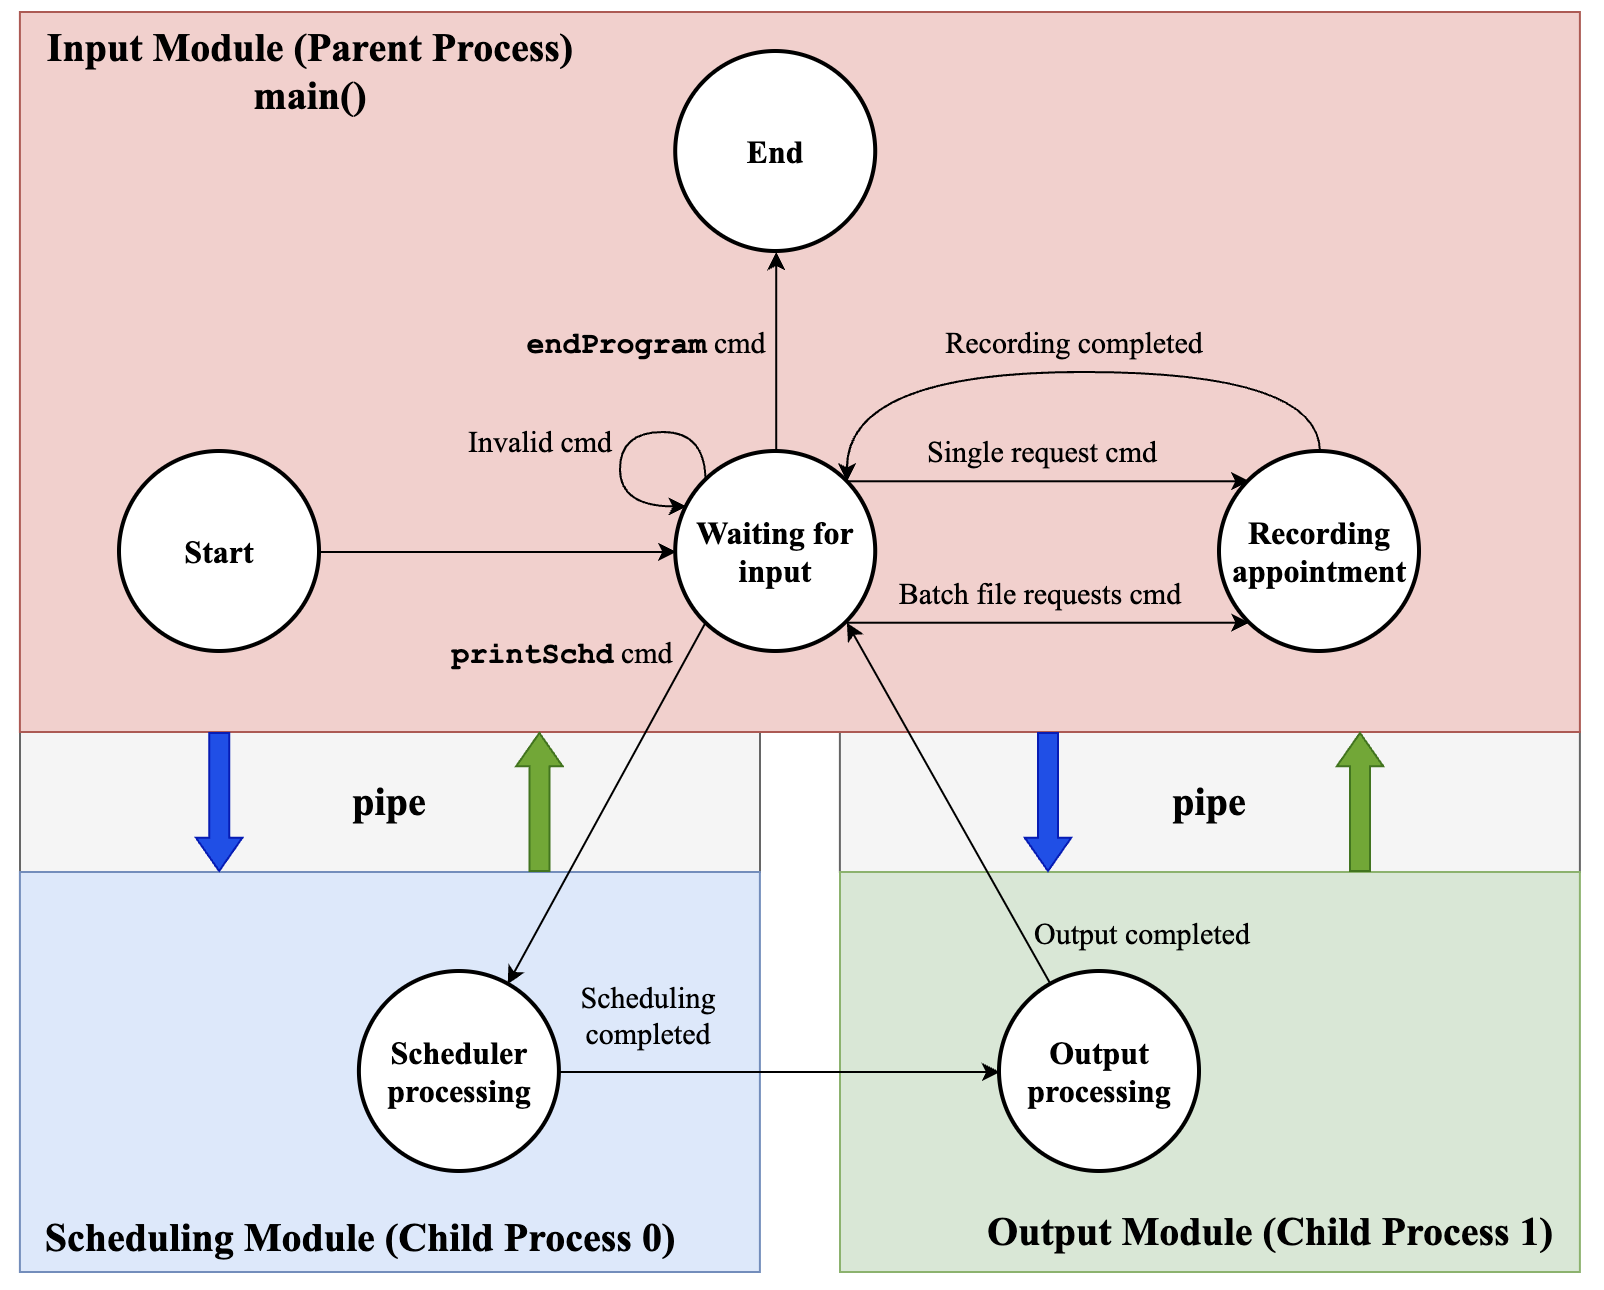 Input Module (Parent Process)
main()
End
endProgram cmd
Recording completed
Invalid cmd
Single request cmd
Start
Waiting for
input
Recording
appointment
Batch file requests cmd
printSchd cmd
pipe
pipe
Output completed
Scheduling
completed
Scheduler
processing
Output
processing
Scheduling Module (Child Process 0)
Output Module (Child Process 1)